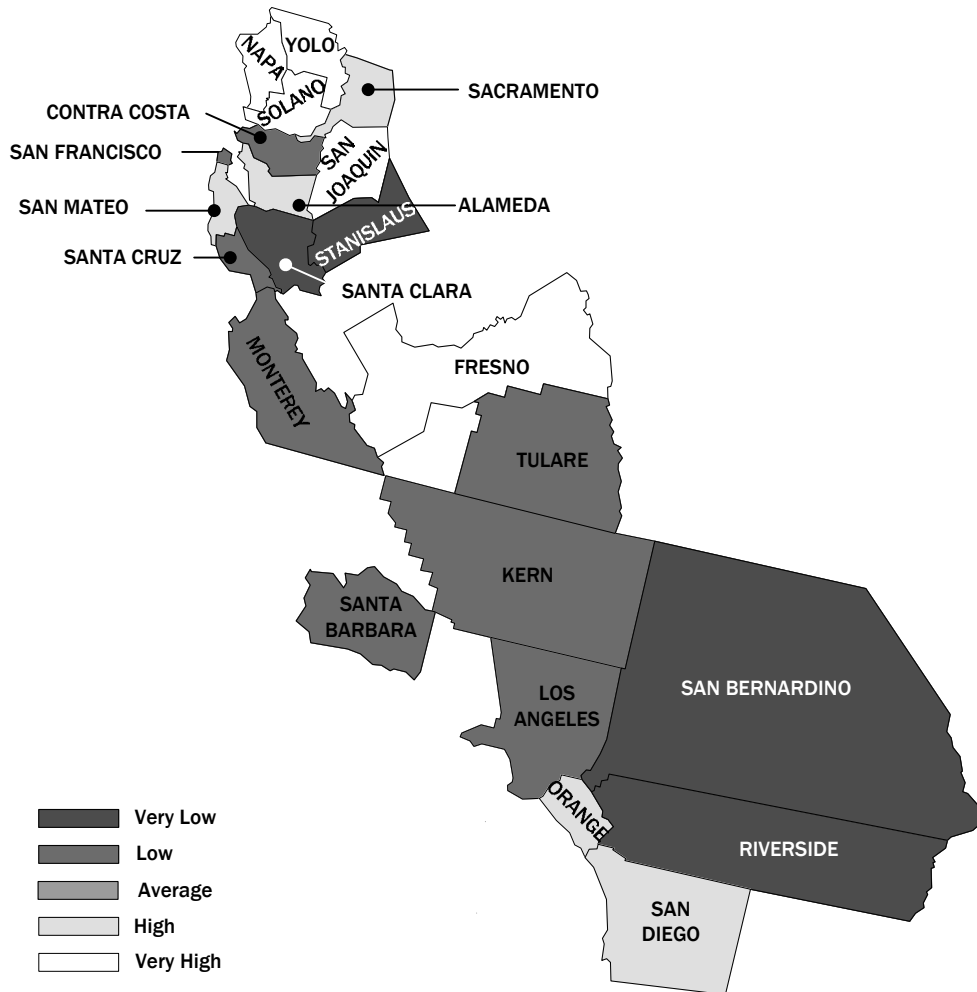 NAPA
YOLO
SOLANO
SACRAMENTO
CONTRA COSTA
SAN FRANCISCO
SAN
JOAQUIN
SAN MATEO
ALAMEDA
STANISLAUS
SANTA CRUZ
SANTA CLARA
MONTEREY
FRESNO
TULARE
KERN
SANTA
BARBARA
SAN BERNARDINO
LOS
ANGELES
ORANGE
RIVERSIDE
SAN
DIEGO
Very Low
Low
Average
High
Very High